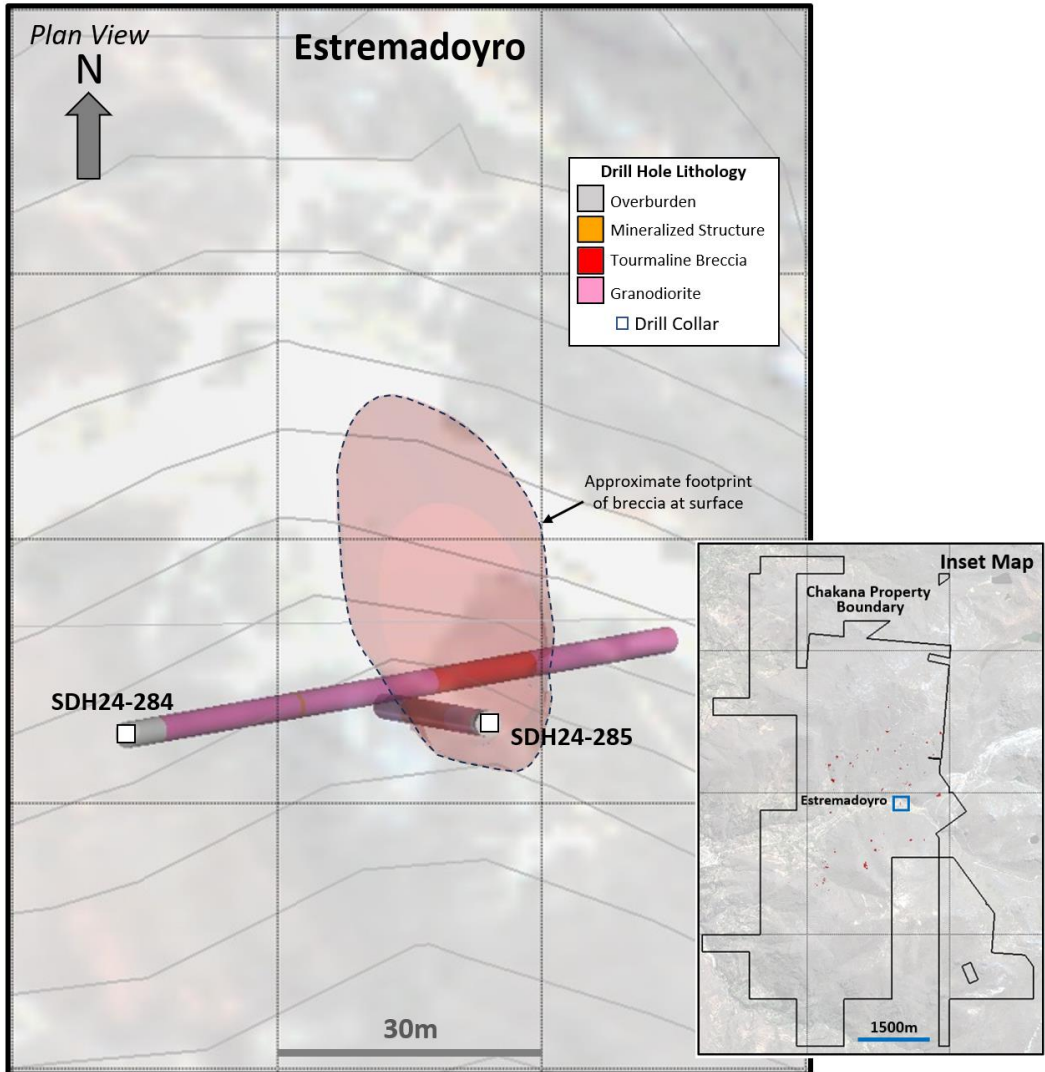 Plan View
N
Estremadoyro
Drill Hole Lithology
Overburden
Mineralized Structure
Tourmaline Breccia
Granodiorite
Drill Collar
Approximate footprint
of breccia at surface
SDH24-284
SDH24-285
30m
Inset Map
Chakana Property
Boundary
Estremadoyro
1500m